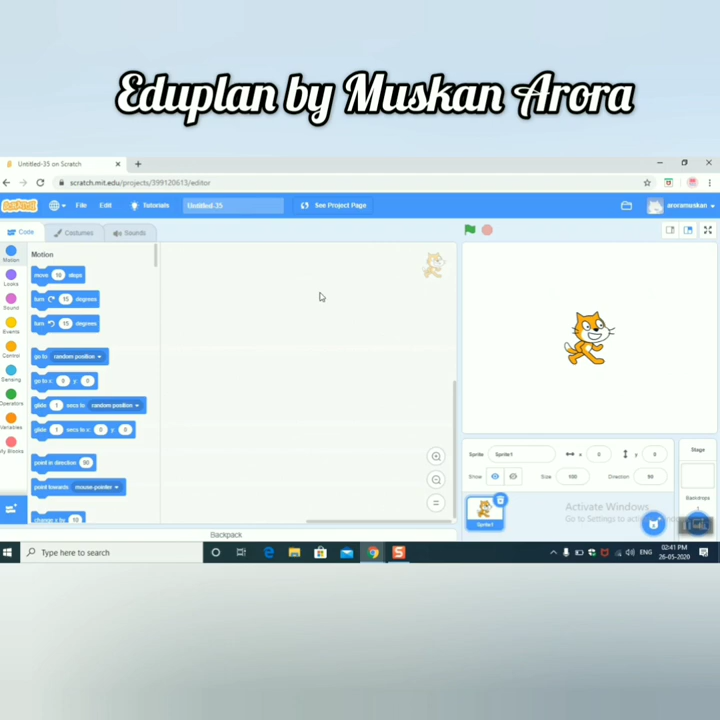 Eduplan by Muskan Arora
Untitled-35 on Scratch
scratch.mit.edu/projects/399120613/editor
SCRATCH File Edit Tutorials Untitled-35 See Project Page aroramuskan
Code Costumes Sounds
Motion
Looks
Sound
Events
Control
Sensing
Operators
Variables
My Blocks
Motion
move 10 steps
turn 15 degrees
turn 15 degrees
go to random position
go to x: 0 y: 0
glide 1 secs to random position
glide 1 secs to x: 0 y: 0
point in direction 90
point towards mouse-pointer
change x by 10
Backpack
Sprite Sprite1 x 0 y 0
Show Size 100 Direction 90
Sprite1
Stage
Backdrops
1
Activate Windows
Go to Settings to activate
Type here to search
ENG
02:41 PM
26-05-2020